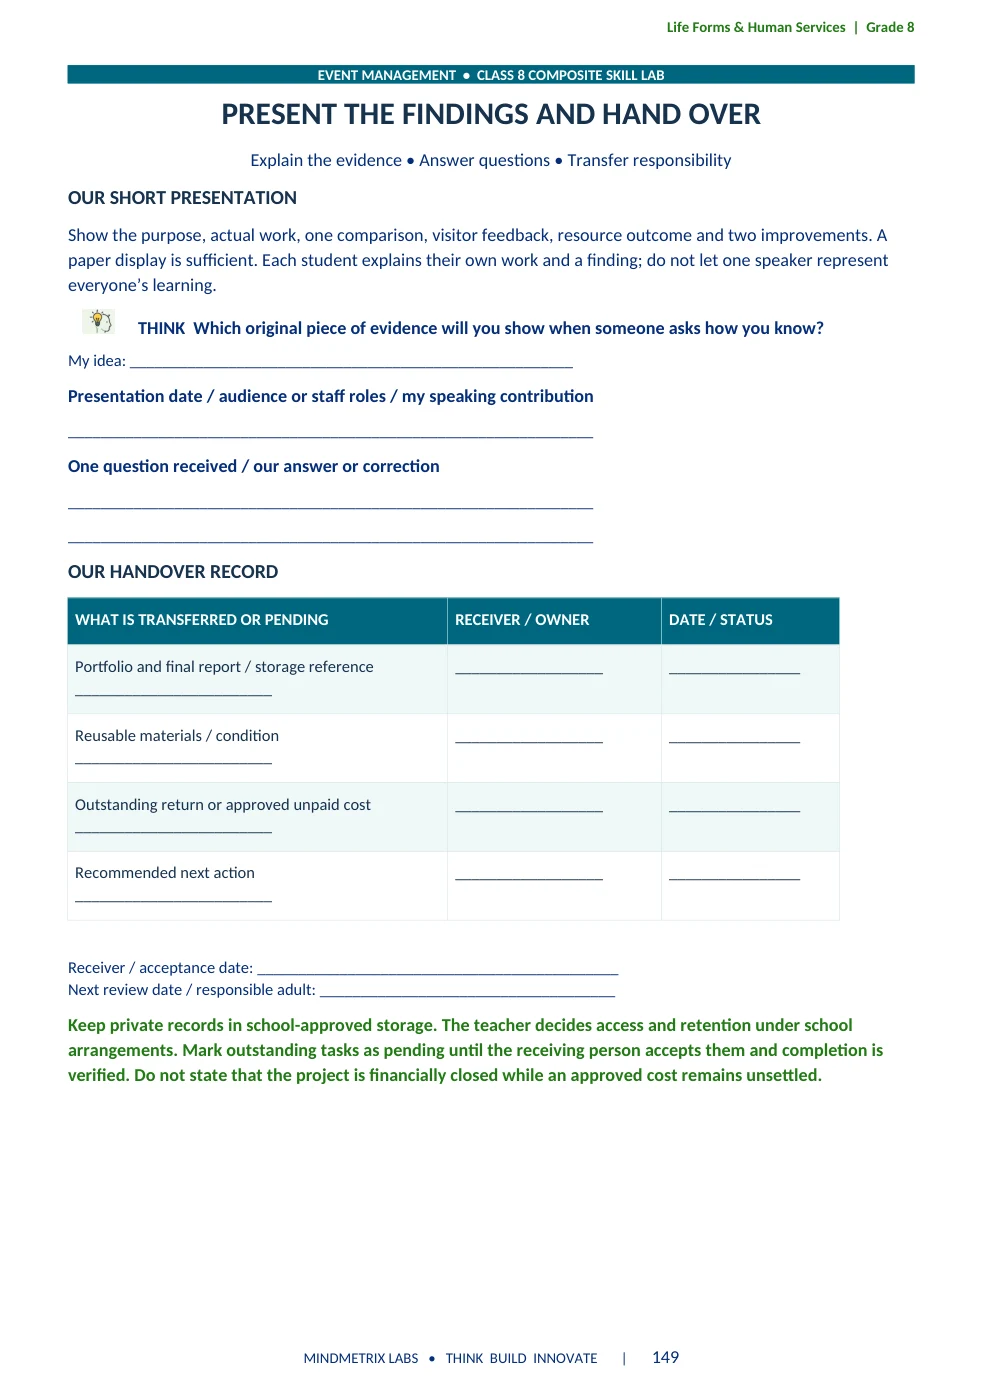 Life Forms & Human Services | Grade 8
EVENT MANAGEMENT ● CLASS 8 COMPOSITE SKILL LAB
PRESENT THE FINDINGS AND HAND OVER
Explain the evidence ● Answer questions ● Transfer responsibility
OUR SHORT PRESENTATION
Show the purpose, actual work, one comparison, visitor feedback, resource outcome and two improvements. A
paper display is sufficient. Each student explains their own work and a finding; do not let one speaker represent
everyone’s learning.
THINK Which original piece of evidence will you show when someone asks how you know?
My idea: ______________________________________________________
Presentation date / audience or staff roles / my speaking contribution
________________________________________________________________
One question received / our answer or correction
________________________________________________________________
________________________________________________________________
OUR HANDOVER RECORD
WHAT IS TRANSFERRED OR PENDING RECEIVER / OWNER DATE / STATUS
Portfolio and final report / storage reference __________________ ________________
________________________
Reusable materials / condition __________________ ________________
________________________
Outstanding return or approved unpaid cost __________________ ________________
________________________
Recommended next action __________________ ________________
________________________
Receiver / acceptance date: ____________________________________________
Next review date / responsible adult: ____________________________________
Keep private records in school-approved storage. The teacher decides access and retention under school
arrangements. Mark outstanding tasks as pending until the receiving person accepts them and completion is
verified. Do not state that the project is financially closed while an approved cost remains unsettled.
MINDMETRIX LABS ● THINK BUILD INNOVATE | 149